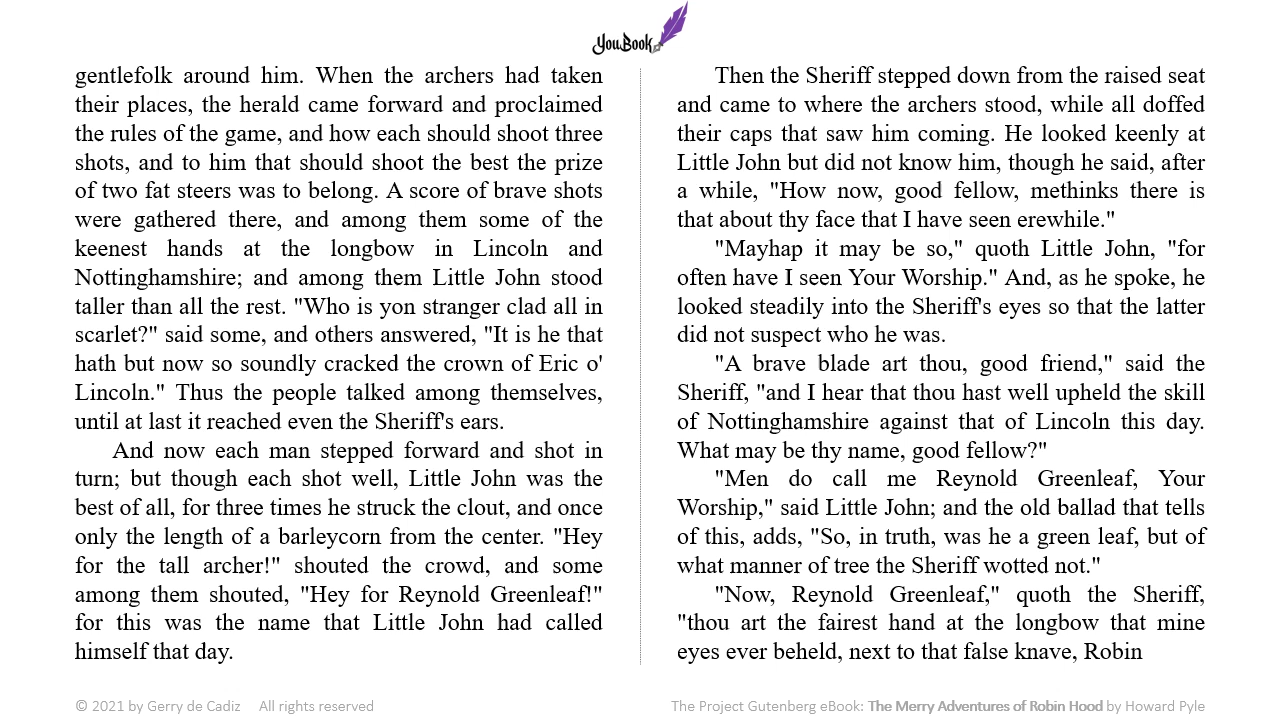 YouBook
gentlefolk around him. When the archers had taken
their places, the herald came forward and proclaimed
the rules of the game, and how each should shoot three
shots, and to him that should shoot the best the prize
of two fat steers was to belong. A score of brave shots
were gathered there, and among them some of the
keenest hands at the longbow in Lincoln and
Nottinghamshire; and among them Little John stood
taller than all the rest. "Who is yon stranger clad all in
scarlet?" said some, and others answered, "It is he that
hath but now so soundly cracked the crown of Eric o'
Lincoln." Thus the people talked among themselves,
until at last it reached even the Sheriff's ears.
And now each man stepped forward and shot in
turn; but though each shot well, Little John was the
best of all, for three times he struck the clout, and once
only the length of a barleycorn from the center. "Hey
for the tall archer!" shouted the crowd, and some
among them shouted, "Hey for Reynold Greenleaf!"
for this was the name that Little John had called
himself that day.
Then the Sheriff stepped down from the raised seat
and came to where the archers stood, while all doffed
their caps that saw him coming. He looked keenly at
Little John but did not know him, though he said, after
a while, "How now, good fellow, methinks there is
that about thy face that I have seen erewhile."
"Mayhap it may be so," quoth Little John, "for
often have I seen Your Worship." And, as he spoke, he
looked steadily into the Sheriff's eyes so that the latter
did not suspect who he was.
"A brave blade art thou, good friend," said the
Sheriff, "and I hear that thou hast well upheld the skill
of Nottinghamshire against that of Lincoln this day.
What may be thy name, good fellow?"
"Men do call me Reynold Greenleaf, Your
Worship," said Little John; and the old ballad that tells
of this, adds, "So, in truth, was he a green leaf, but of
what manner of tree the Sheriff wotted not."
"Now, Reynold Greenleaf," quoth the Sheriff,
"thou art the fairest hand at the longbow that mine
eyes ever beheld, next to that false knave, Robin
© 2021 by Gerry de Cadiz All rights reserved
The Project Gutenberg eBook: The Merry Adventures of Robin Hood by Howard Pyle